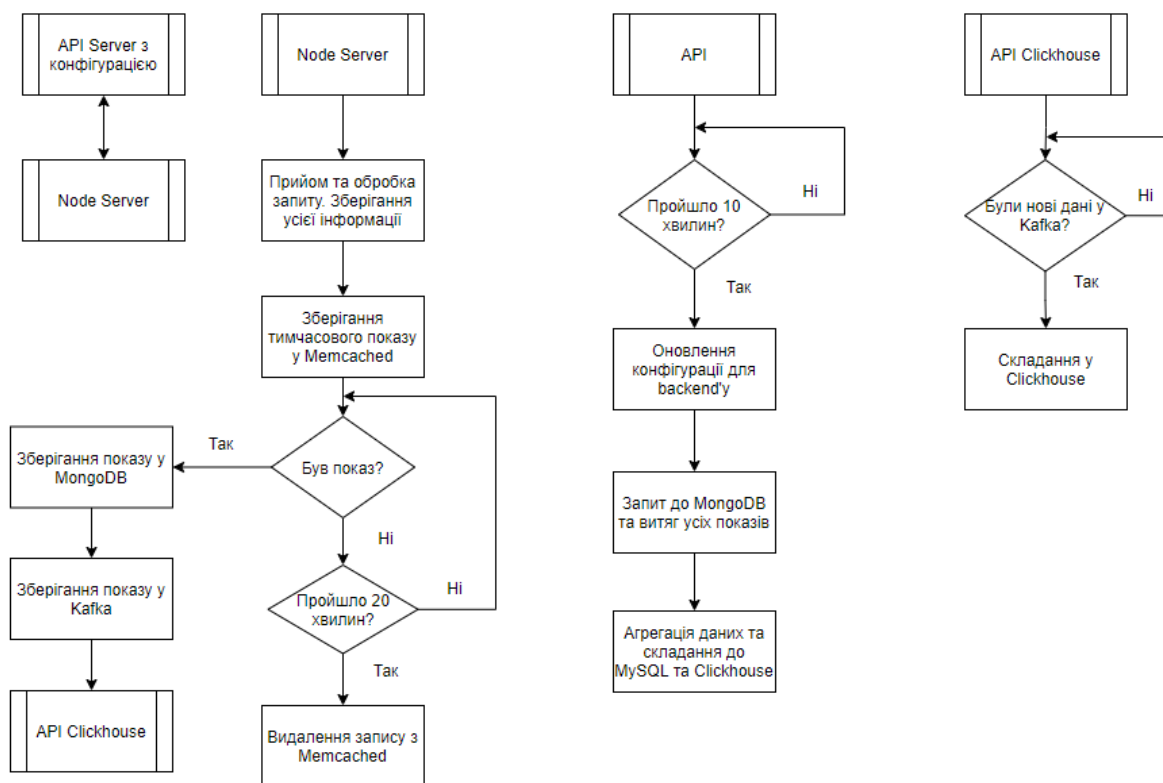 API Server з
конфігурацією
Node Server
Node Server
Прийом та обробка
запиту. Зберігання
усієї інформації
Зберігання
тимчасового показу
у Memcached
Був показ?
Так
Ні
Зберігання показу у
MongoDB
Зберігання показу у
Kafka
API Clickhouse
Пройшло 20
хвилин?
Ні
Так
Видалення запису з
Memcached
API
Пройшло 10
хвилин?
Ні
Так
Оновлення
конфігурації для
backend'у
Запит до MongoDB
та витяг усіх показів
Агрегація даних та
складання до
MySQL та Clickhouse
API Clickhouse
Були нові дані у
Kafka?
Ні
Так
Складання у
Clickhouse